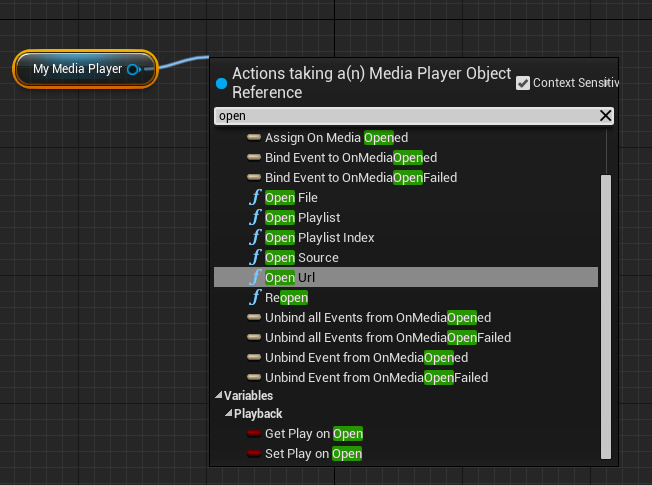 My Media Player
Actions taking a(n) Media Player Object
Reference
Context Sensitiv
open
Assign On Media Opened
Bind Event to OnMediaOpened
Bind Event to OnMediaOpenFailed
Open File
Open Playlist
Open Playlist Index
Open Source
Open Url
Reopen
Unbind all Events from OnMediaOpened
Unbind all Events from OnMediaOpenFailed
Unbind Event from OnMediaOpened
Unbind Event from OnMediaOpenFailed
Variables
Playback
Get Play on Open
Set Play on Open